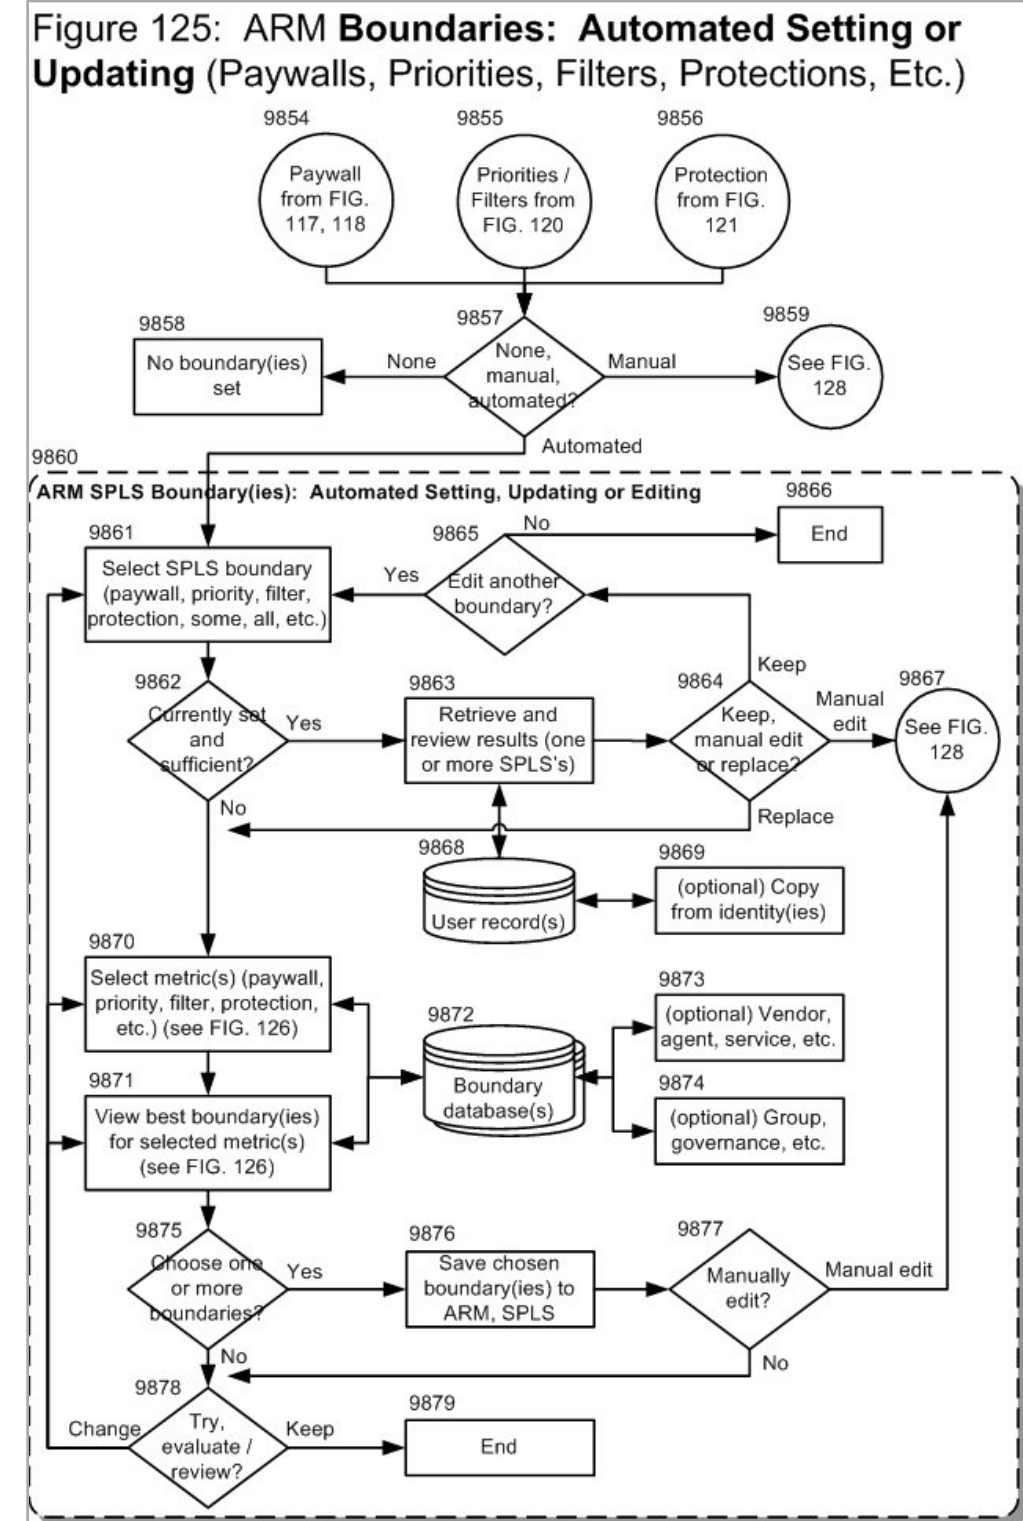 Figure 125: ARM Boundaries: Automated Setting or
Updating (Paywalls, Priorities, Filters, Protections, Etc.)
9854
Paywall
from FIG.
117, 118
9855
Priorities /
Filters from
FIG. 120
9856
Protection
from FIG.
121
9857
None,
manual,
automated?
None
Manual
Automated
9858
No boundary(ies)
set
9859
See FIG.
128
9860
ARM SPLS Boundary(ies): Automated Setting, Updating or Editing
9861
Select SPLS boundary
(paywall, priority, filter,
protection, some, all, etc.)
9865
Edit another
boundary?
Yes
No
9866
End
9862
Currently set
and
sufficient?
Yes
No
9863
Retrieve and
review results (one
or more SPLS's)
9864
Keep,
manual edit
or replace?
Keep
Manual
edit
Replace
9867
See FIG.
128
9868
User record(s)
9869
(optional) Copy
from identity(ies)
9870
Select metric(s) (paywall,
priority, filter, protection,
etc.) (see FIG. 126)
9871
View best boundary(ies)
for selected metric(s)
(see FIG. 126)
9872
Boundary
database(s)
9873
(optional) Vendor,
agent, service, etc.
9874
(optional) Group,
governance, etc.
9875
Choose one
or more
boundaries?
Yes
No
9876
Save chosen
boundary(ies) to
ARM, SPLS
9877
Manually
edit?
Manual edit
No
9878
Try,
evaluate /
review?
Change
Keep
9879
End